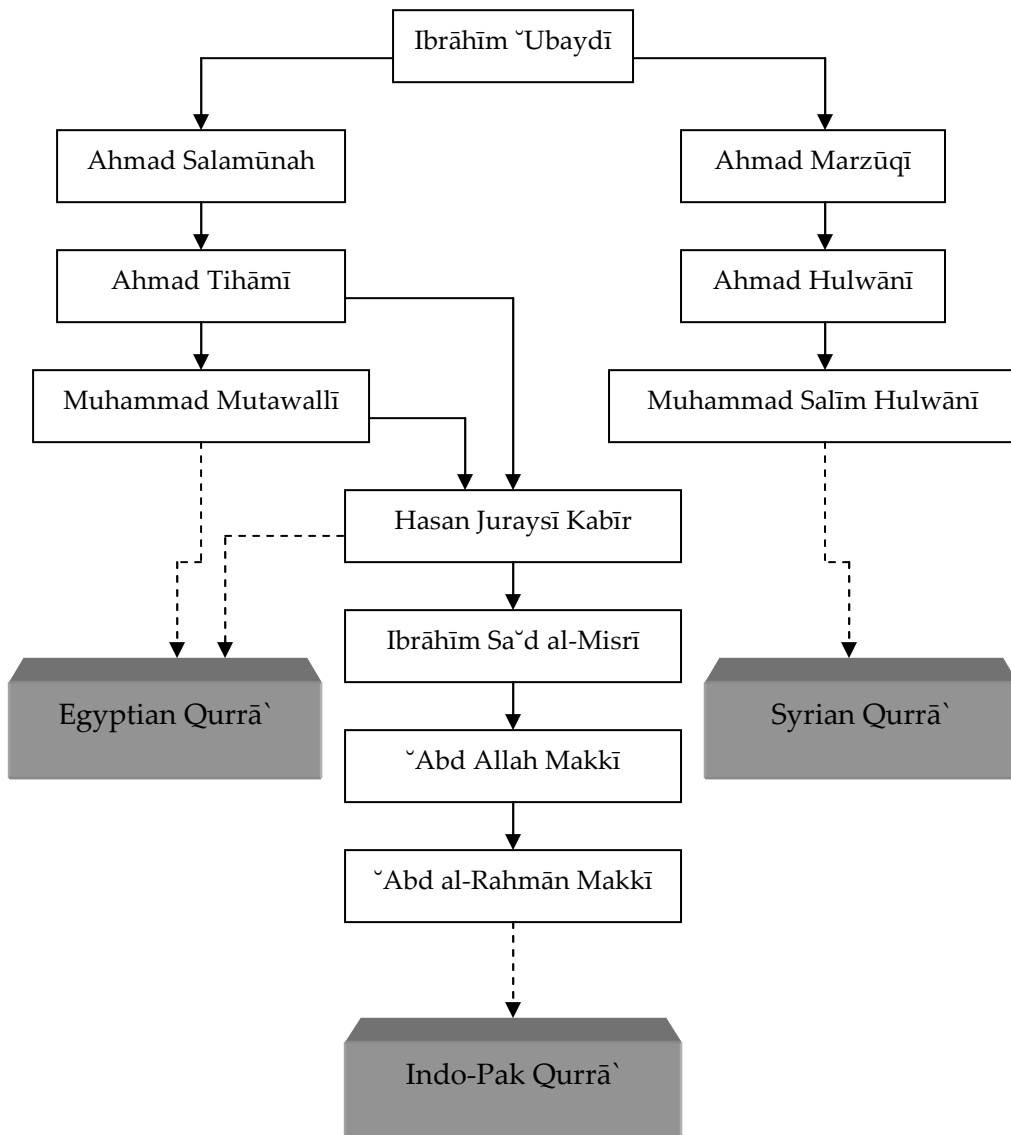 Ibrāhīm ˘Ubaydī
Ahmad Salamūnah
Ahmad Marzūqī
Ahmad Tihāmī
Ahmad Hulwānī
Muhammad Mutawallī
Muhammad Salīm Hulwānī
Hasan Juraysī Kabīr
Ibrāhīm Sa˘d al-Misrī
Egyptian Qurrā`
Syrian Qurrā`
˘Abd Allah Makkī
˘Abd al-Rahmān Makkī
Indo-Pak Qurrā`